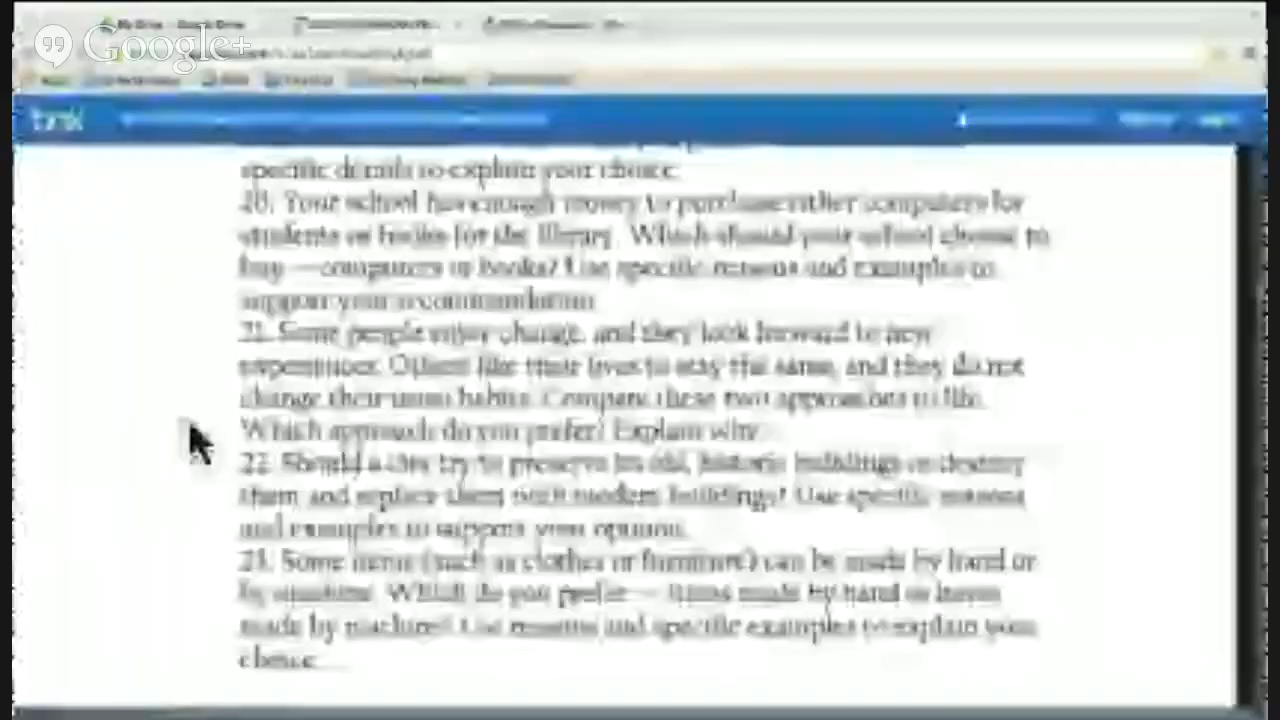 Google+
My Drive - Google Drive
specific details to explain your choice.
20. Your school has enough money to purchase either computers for
students or books for the library. Which should your school choose to
buy — computers or books? Use specific reasons and examples to
support your recommendation.
21. Some people enjoy change, and they look forward to new
experiences. Others like their lives to stay the same, and they do not
change their usual habits. Compare these two approaches to life.
Which approach do you prefer? Explain why.
22. Should a city try to preserve its old, historic buildings or destroy
them and replace them with modern buildings? Use specific reasons
and examples to support your opinion.
23. Some items (such as clothes or furniture) can be made by hand or
by machine. Which do you prefer — items made by hand or items
made by machine? Use reasons and specific examples to explain your
choice.